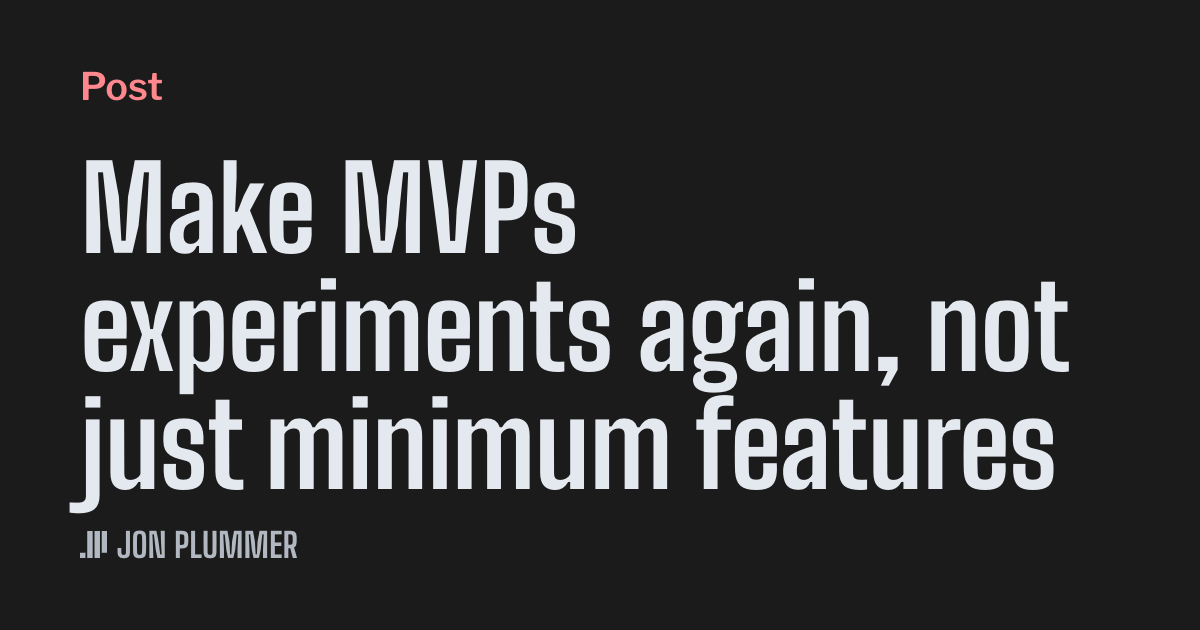 Post
Make MVPs
experiments again, not
just minimum features
JON PLUMMER